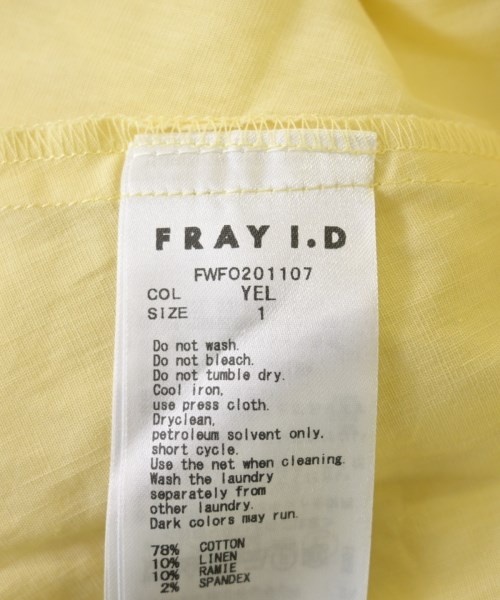 FRAY I.D
FWFO201107
COL YEL
SIZE 1
Do not wash.
Do not bleach.
Do not tumble dry.
Cool iron,
use press cloth.
Dryclean,
petroleum solvent only.
short cycle.
Use the net when cleaning.
Wash the laundry
separately from
other laundry.
Dark colors may run.
78% COTTON
10% LINEN
10% RAMIE
2% SPANDEX